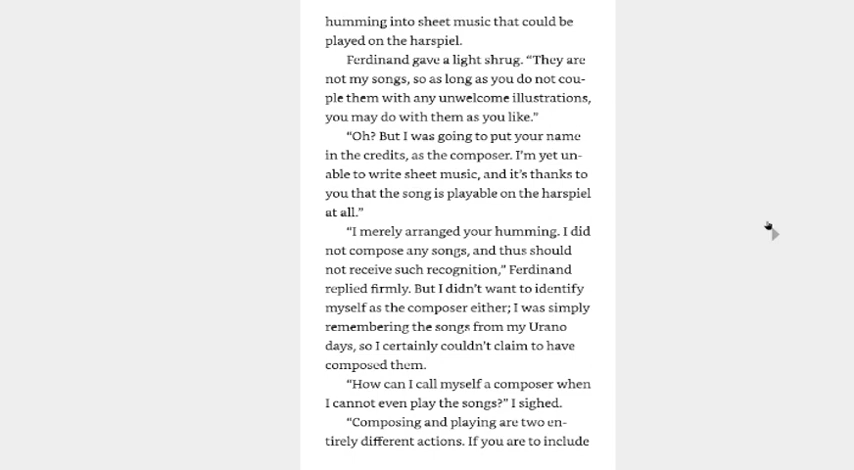 humming into sheet music that could be
played on the harspiel.
Ferdinand gave a light shrug. “They are
not my songs, so as long as you do not cou-
ple them with any unwelcome illustrations,
you may do with them as you like.”
“Oh? But I was going to put your name
in the credits, as the composer. I’m yet un-
able to write sheet music, and it’s thanks to
you that the song is playable on the harspiel
at all.”
“I merely arranged your humming. I did
not compose any songs, and thus should
not receive such recognition,” Ferdinand
replied firmly. But I didn’t want to identify
myself as the composer either; I was simply
remembering the songs from my Urano
days, so I certainly couldn’t claim to have
composed them.
“How can I call myself a composer when
I cannot even play the songs?” I sighed.
“Composing and playing are two en-
tirely different actions. If you are to include